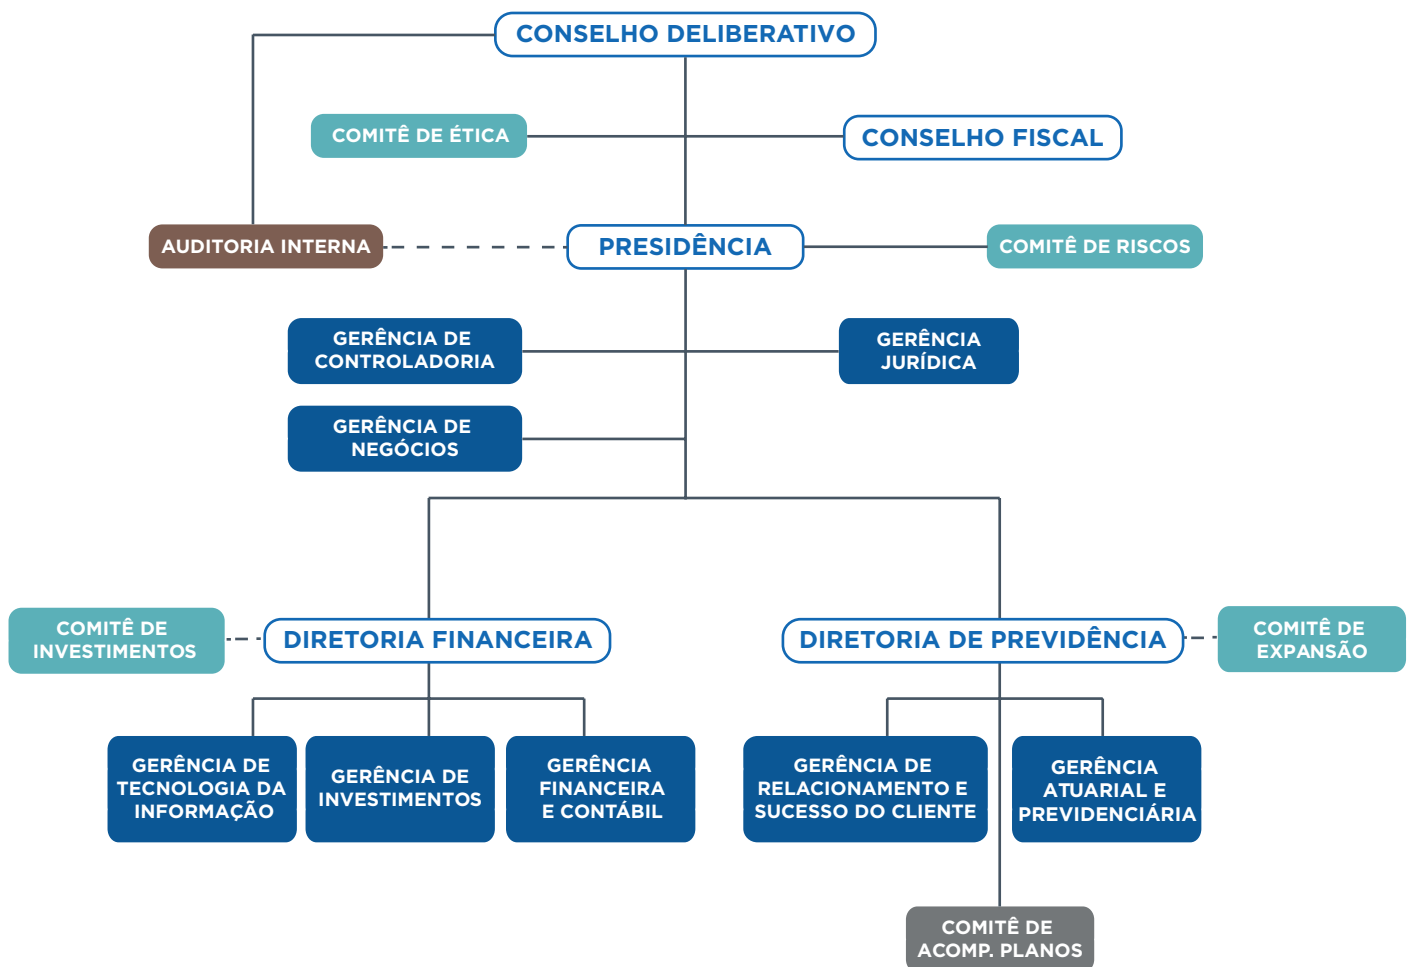 CONSELHO DELIBERATIVO
COMITÊ DE ÉTICA
CONSELHO FISCAL
AUDITORIA INTERNA
PRESIDÊNCIA
COMITÊ DE RISCOS
GERÊNCIA DE
CONTROLADORIA
GERÊNCIA
JURÍDICA
GERÊNCIA DE
NEGÓCIOS
COMITÊ DE
INVESTIMENTOS
DIRETORIA FINANCEIRA
DIRETORIA DE PREVIDÊNCIA
COMITÊ DE
EXPANSÃO
GERÊNCIA DE
TECNOLOGIA DA
INFORMAÇÃO
GERÊNCIA DE
INVESTIMENTOS
GERÊNCIA
FINANCEIRA
E CONTÁBIL
GERÊNCIA DE
RELACIONAMENTO E
SUCESSO DO CLIENTE
GERÊNCIA
ATUARIAL E
PREVIDENCIÁRIA
COMITÊ DE
ACOMP. PLANOS